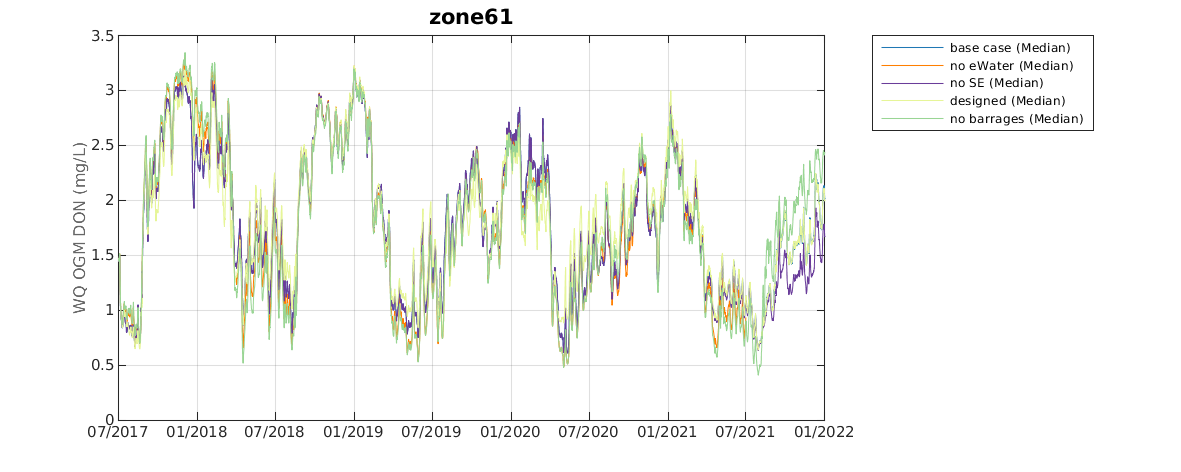 zone61
WQ OGM DON (mg/L)
3.5
3
2.5
2
1.5
1
0.5
0
07/2017 01/2018 07/2018 01/2019 07/2019 01/2020 07/2020 01/2021 07/2021 01/2022
base case (Median)
no eWater (Median)
no SE (Median)
designed (Median)
no barrages (Median)